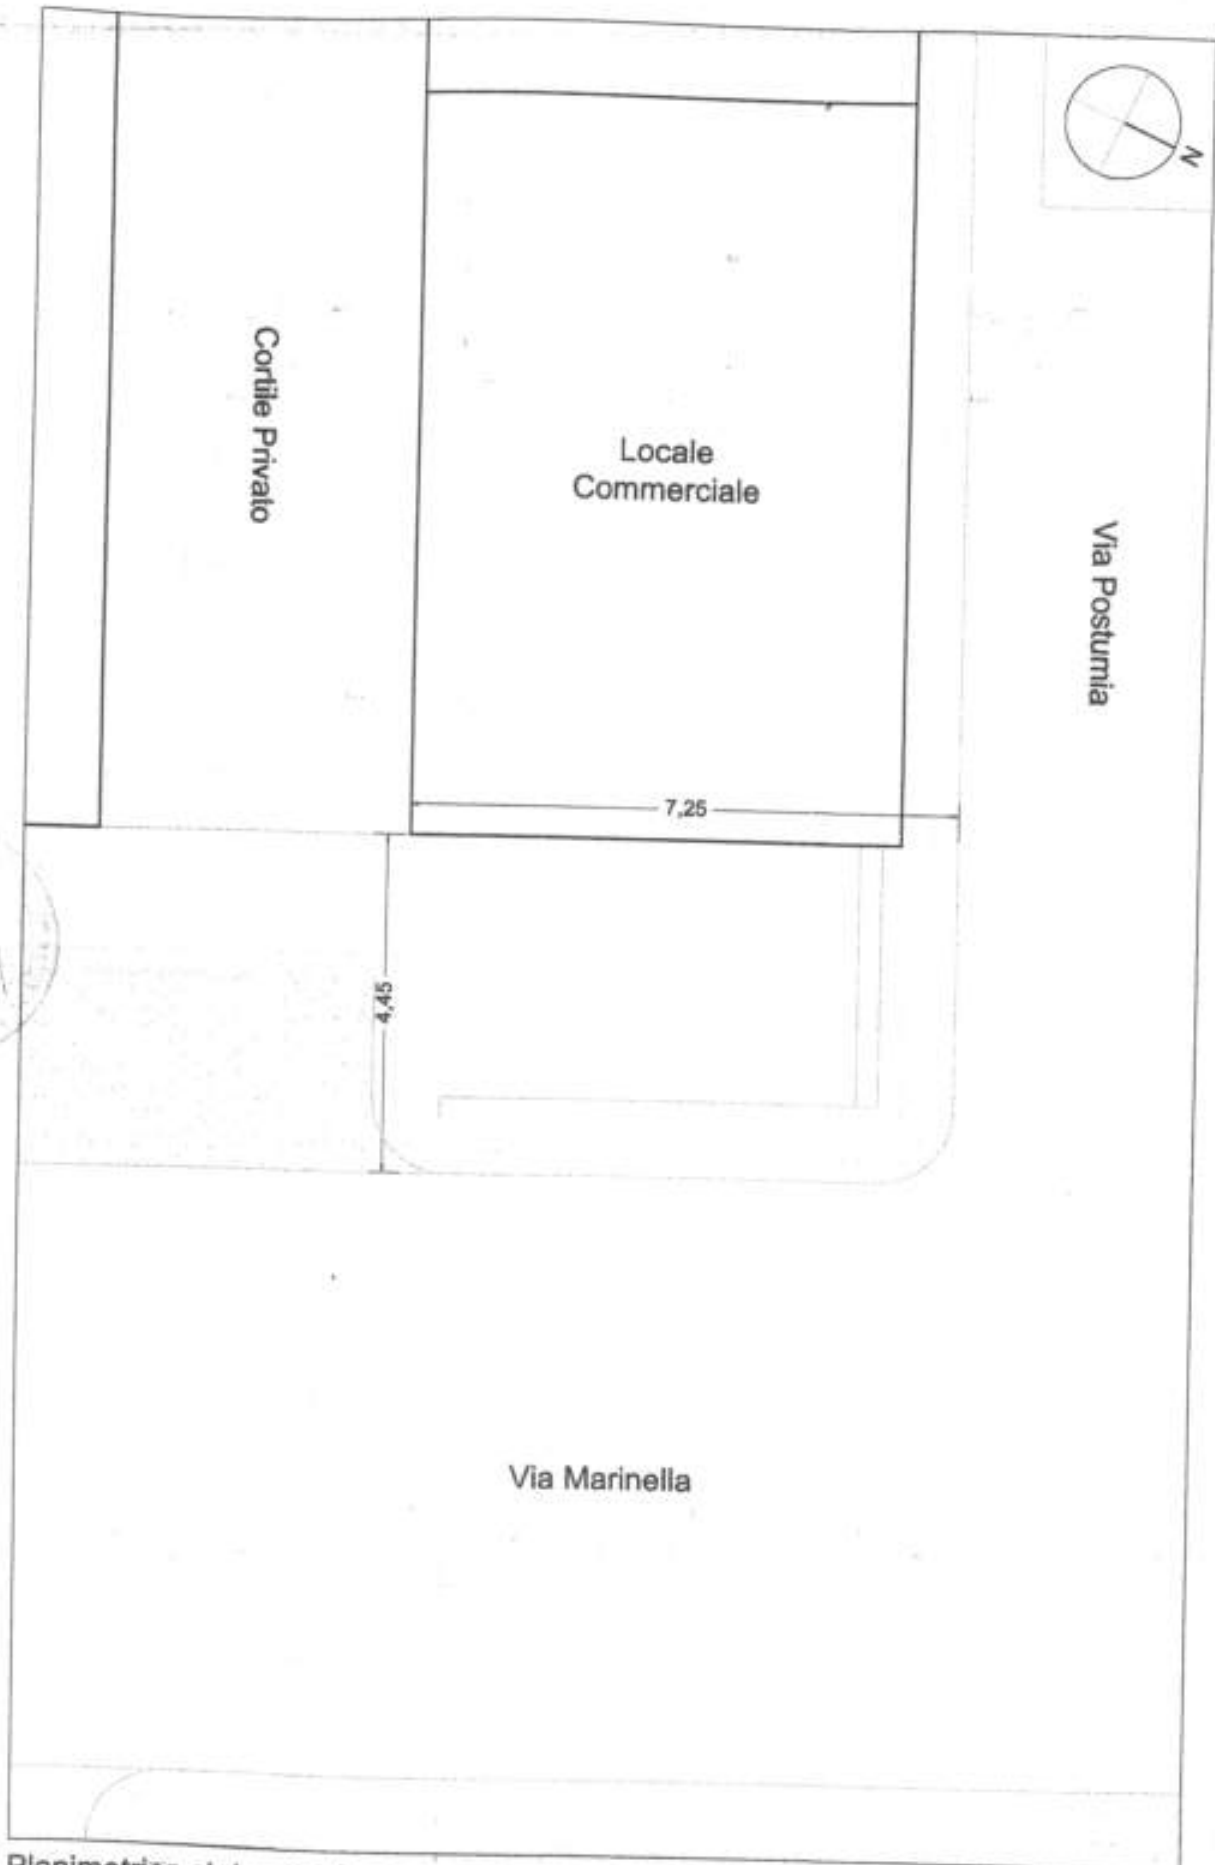 N
Cortile Privato
Locale
Commerciale
Via Postumia
7,25
4,45
Via Marinella